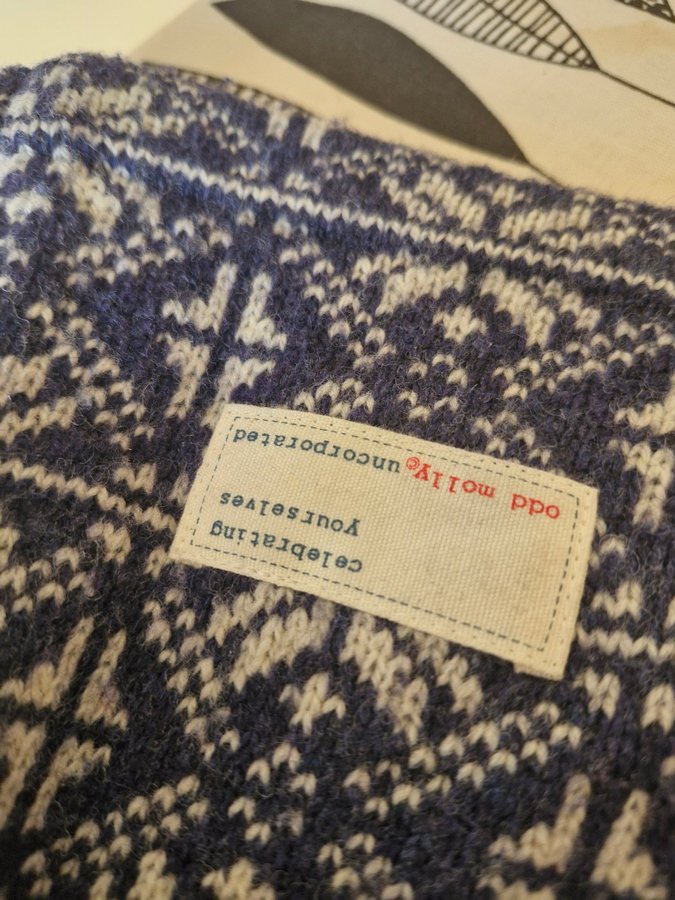 odd molly© uncorporated
celebrating
yourselves